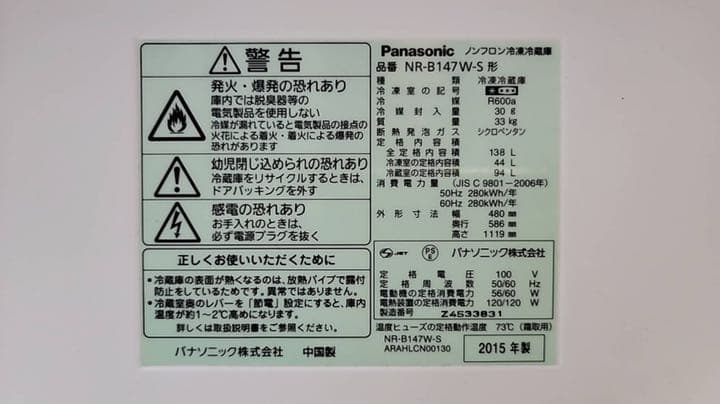 警告
発火・爆発の恐れあり
庫内では脱臭器等の
電気製品を使用しない
冷媒が漏れていると電気製品の接点の
火花による着火・着火による爆発の
恐れがあります
幼児閉じ込められの恐れあり
冷蔵庫をリサイクルするときは、
ドアパッキングを外す
感電の恐れあり
お手入れのときは、
必ず電源プラグを抜く
正しくお使いいただくために
・冷蔵庫の表面が熱くなるのは、放熱パイプで露付
防止をしているためです。異常ではありません。
・冷蔵室奥のレバーを「節電」設定にすると、庫内
温度が約1〜2℃高めになります。
詳しくは取扱説明書をご覧ください。
パナソニック株式会社 中国製
Panasonic ノンフロン冷凍冷蔵庫
品番 NR-B147W-S 形
種類 冷凍冷蔵庫
冷凍室の記号
冷媒 R600a
冷媒封入量 30 g
質量 33 kg
断熱発泡ガス シクロペンタン
定格内容積
全定格内容積 138 L
冷凍室の定格内容積 44 L
冷蔵室の定格内容積 94 L
消費電力量 (JIS C 9801-2006年)
50Hz 280kWh/年
60Hz 280kWh/年
外形寸法 幅 480 mm
奥行 586 mm
高さ 1119 mm
JET PS E パナソニック株式会社
定格電圧 100 V
定格周波数 50/60 Hz
電動機の定格消費電力 56/60 W
電熱装置の定格消費電力 120/120 W
製造番号 Z4533831
温度ヒューズの定格動作温度 73℃ (霜取用)
NR-B147W-S
ARAHLCN00130
2015 年製